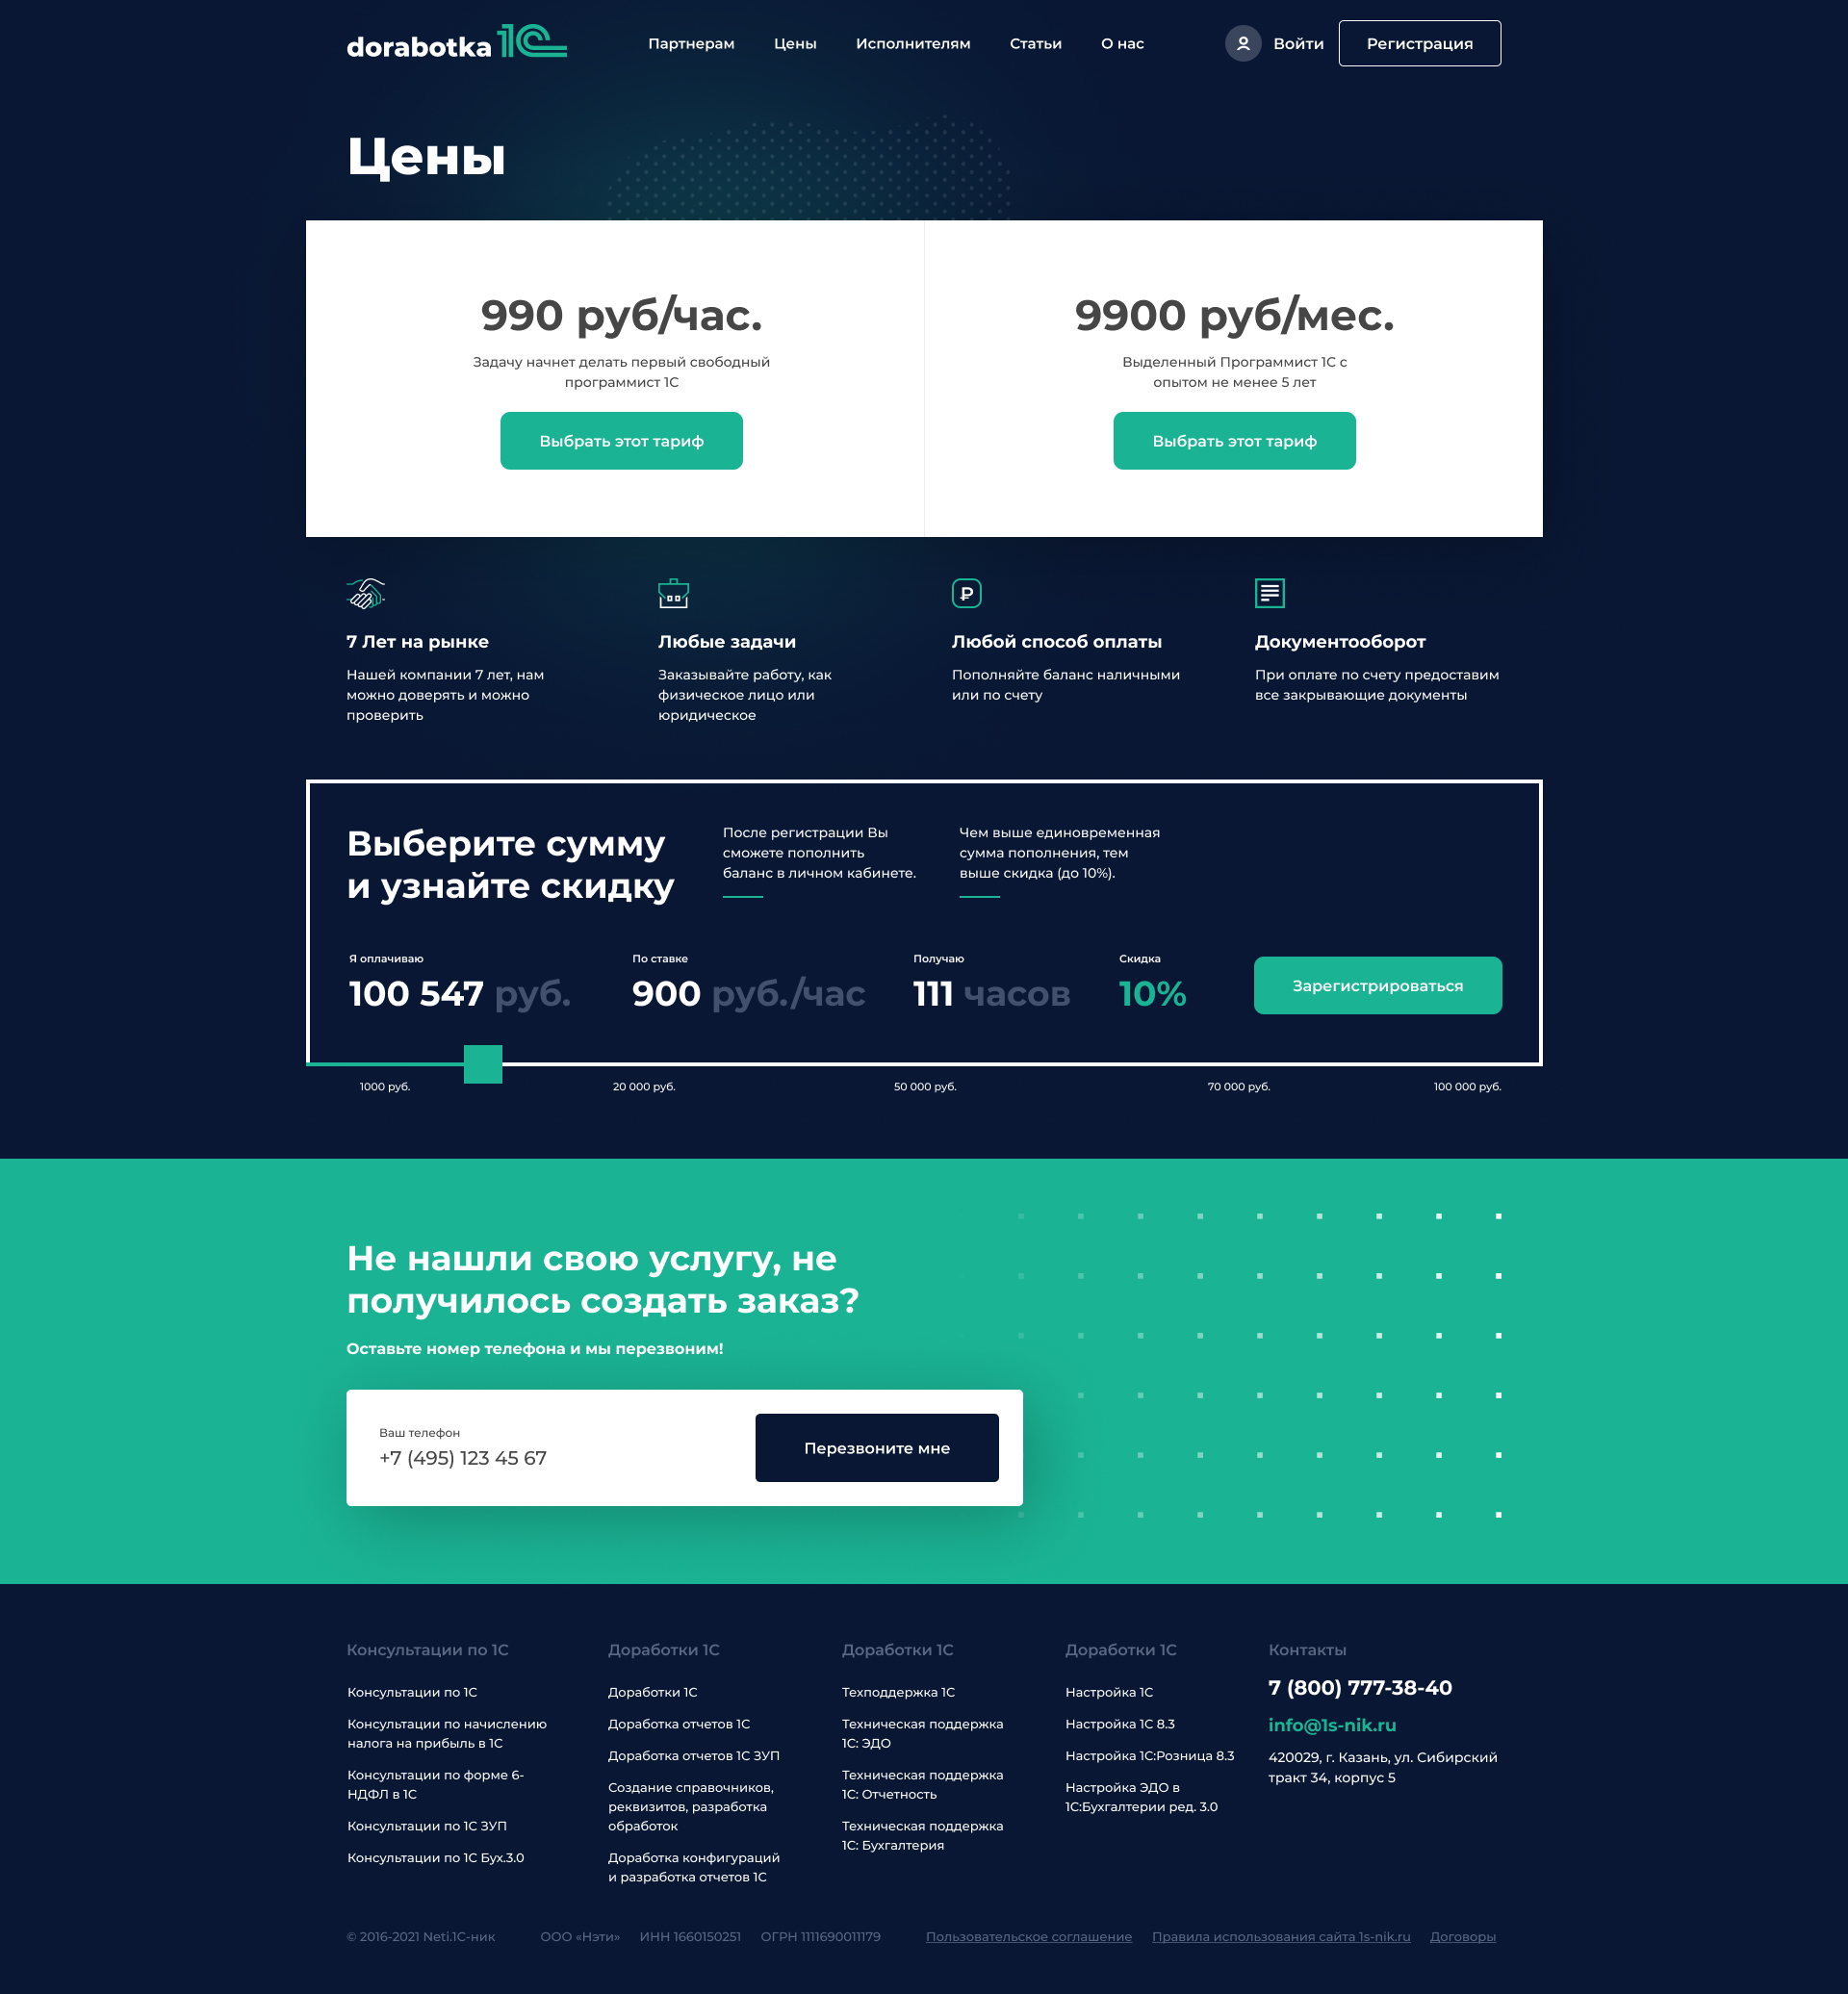 dorabotka 1С
Партнерам Цены Исполнителям Статьи О нас
Войти
Регистрация
Цены
990 руб/час.
Задачу начнет делать первый свободный
программист 1С
Выбрать этот тариф
9900 руб/мес.
Выделенный Программист 1С с
опытом не менее 5 лет
Выбрать этот тариф
7 Лет на рынке
Нашей компании 7 лет, нам
можно доверять и можно
проверить
Любые задачи
Заказывайте работу, как
физическое лицо или
юридическое
₽
Любой способ оплаты
Пополняйте баланс наличными
или по счету
Документооборот
При оплате по счету предоставим
все закрывающие документы
Выберите сумму
и узнайте скидку
После регистрации Вы
сможете пополнить
баланс в личном кабинете.
Чем выше единовременная
сумма пополнения, тем
выше скидка (до 10%).
Я оплачиваю
100 547 руб.
По ставке
900 руб./час
Получаю
111 часов
Скидка
10%
Зарегистрироваться
1000 руб. 20 000 руб. 50 000 руб. 70 000 руб. 100 000 руб.
Не нашли свою услугу, не
получилось создать заказ?
Оставьте номер телефона и мы перезвоним!
Ваш телефон
+7 (495) 123 45 67
Перезвоните мне
Консультации по 1С
Консультации по 1С
Консультации по начислению
налога на прибыль в 1С
Консультации по форме 6-
НДФЛ в 1С
Консультации по 1С ЗУП
Консультации по 1С Бух.3.0
Доработки 1С
Доработки 1С
Доработка отчетов 1С
Доработка отчетов 1С ЗУП
Создание справочников,
реквизитов, разработка
обработок
Доработка конфигураций
и разработка отчетов 1С
Доработки 1С
Техподдержка 1С
Техническая поддержка
1С: ЭДО
Техническая поддержка
1С: Отчетность
Техническая поддержка
1С: Бухгалтерия
Доработки 1С
Настройка 1С
Настройка 1С 8.3
Настройка 1С:Розница 8.3
Настройка ЭДО в
1С:Бухгалтерии ред. 3.0
Контакты
7 (800) 777-38-40
info@1s-nik.ru
420029, г. Казань, ул. Сибирский
тракт 34, корпус 5
© 2016-2021 Neti.1С-ник ООО «Нэти» ИНН 1660150251 ОГРН 1111690011179 Пользовательское соглашение Правила использования сайта 1s-nik.ru Договоры